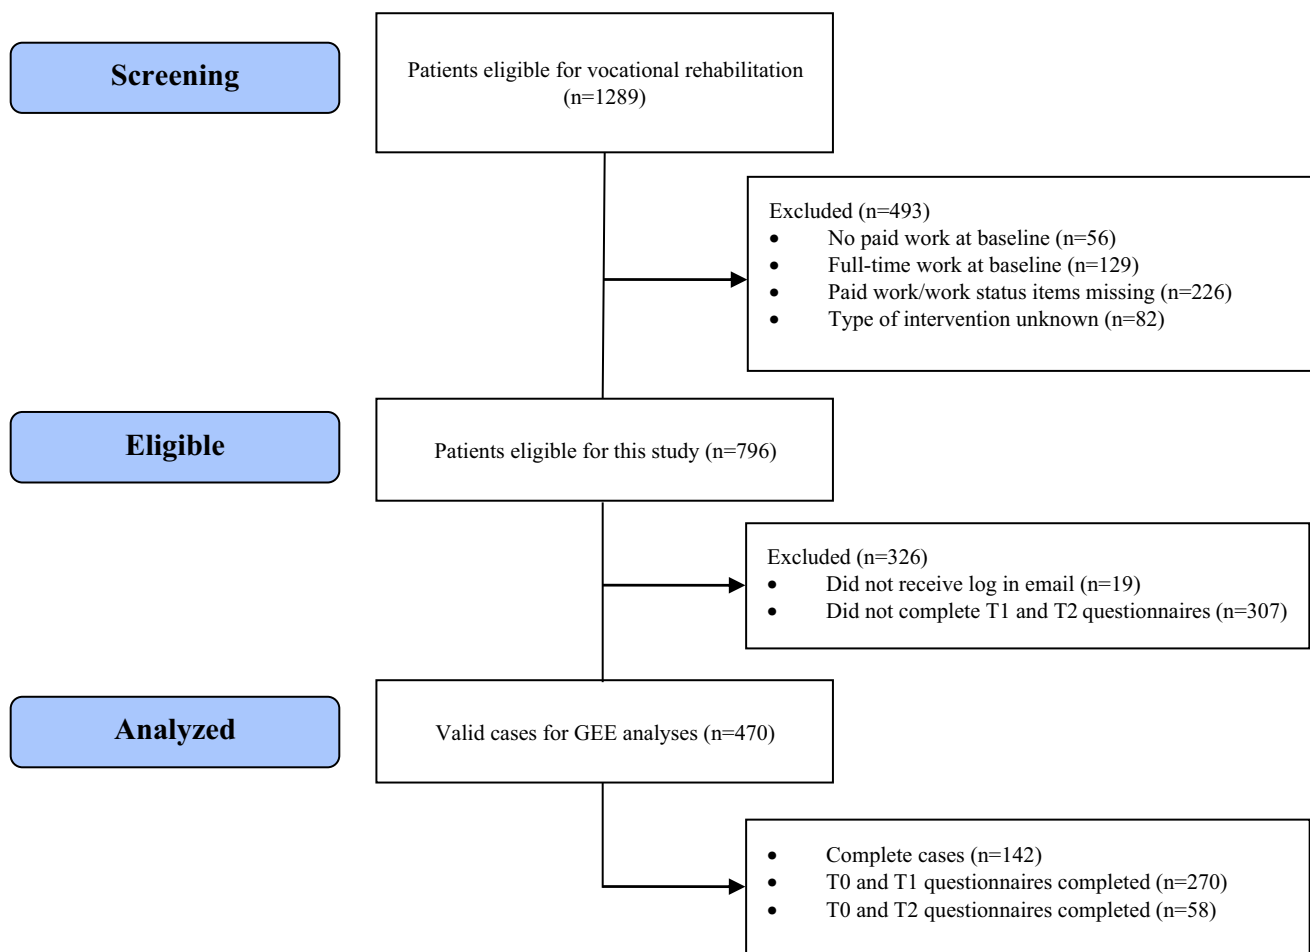 Screening
Patients eligible for vocational rehabilitation
(n=1289)
Excluded (n=493)
• No paid work at baseline (n=56)
• Full-time work at baseline (n=129)
• Paid work/work status items missing (n=226)
• Type of intervention unknown (n=82)
Eligible
Patients eligible for this study (n=796)
Excluded (n=326)
• Did not receive log in email (n=19)
• Did not complete T1 and T2 questionnaires (n=307)
Analyzed
Valid cases for GEE analyses (n=470)
• Complete cases (n=142)
• T0 and T1 questionnaires completed (n=270)
• T0 and T2 questionnaires completed (n=58)